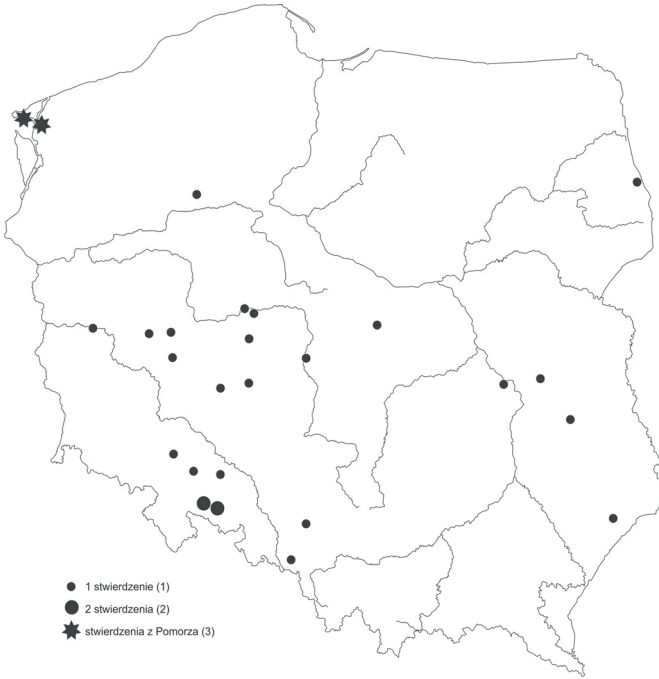 1 stwierdzenie (1)
2 stwierdzenia (2)
stwierdzenia z Pomorza (3)